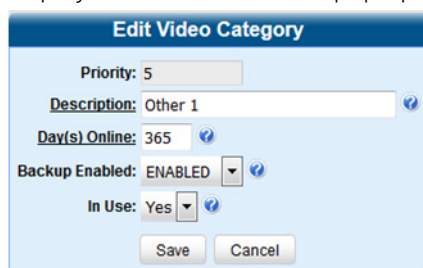 Edit Video Category
Priority: 5
Description: Other 1
Day(s) Online: 365
Backup Enabled: ENABLED
In Use: Yes
Save Cancel